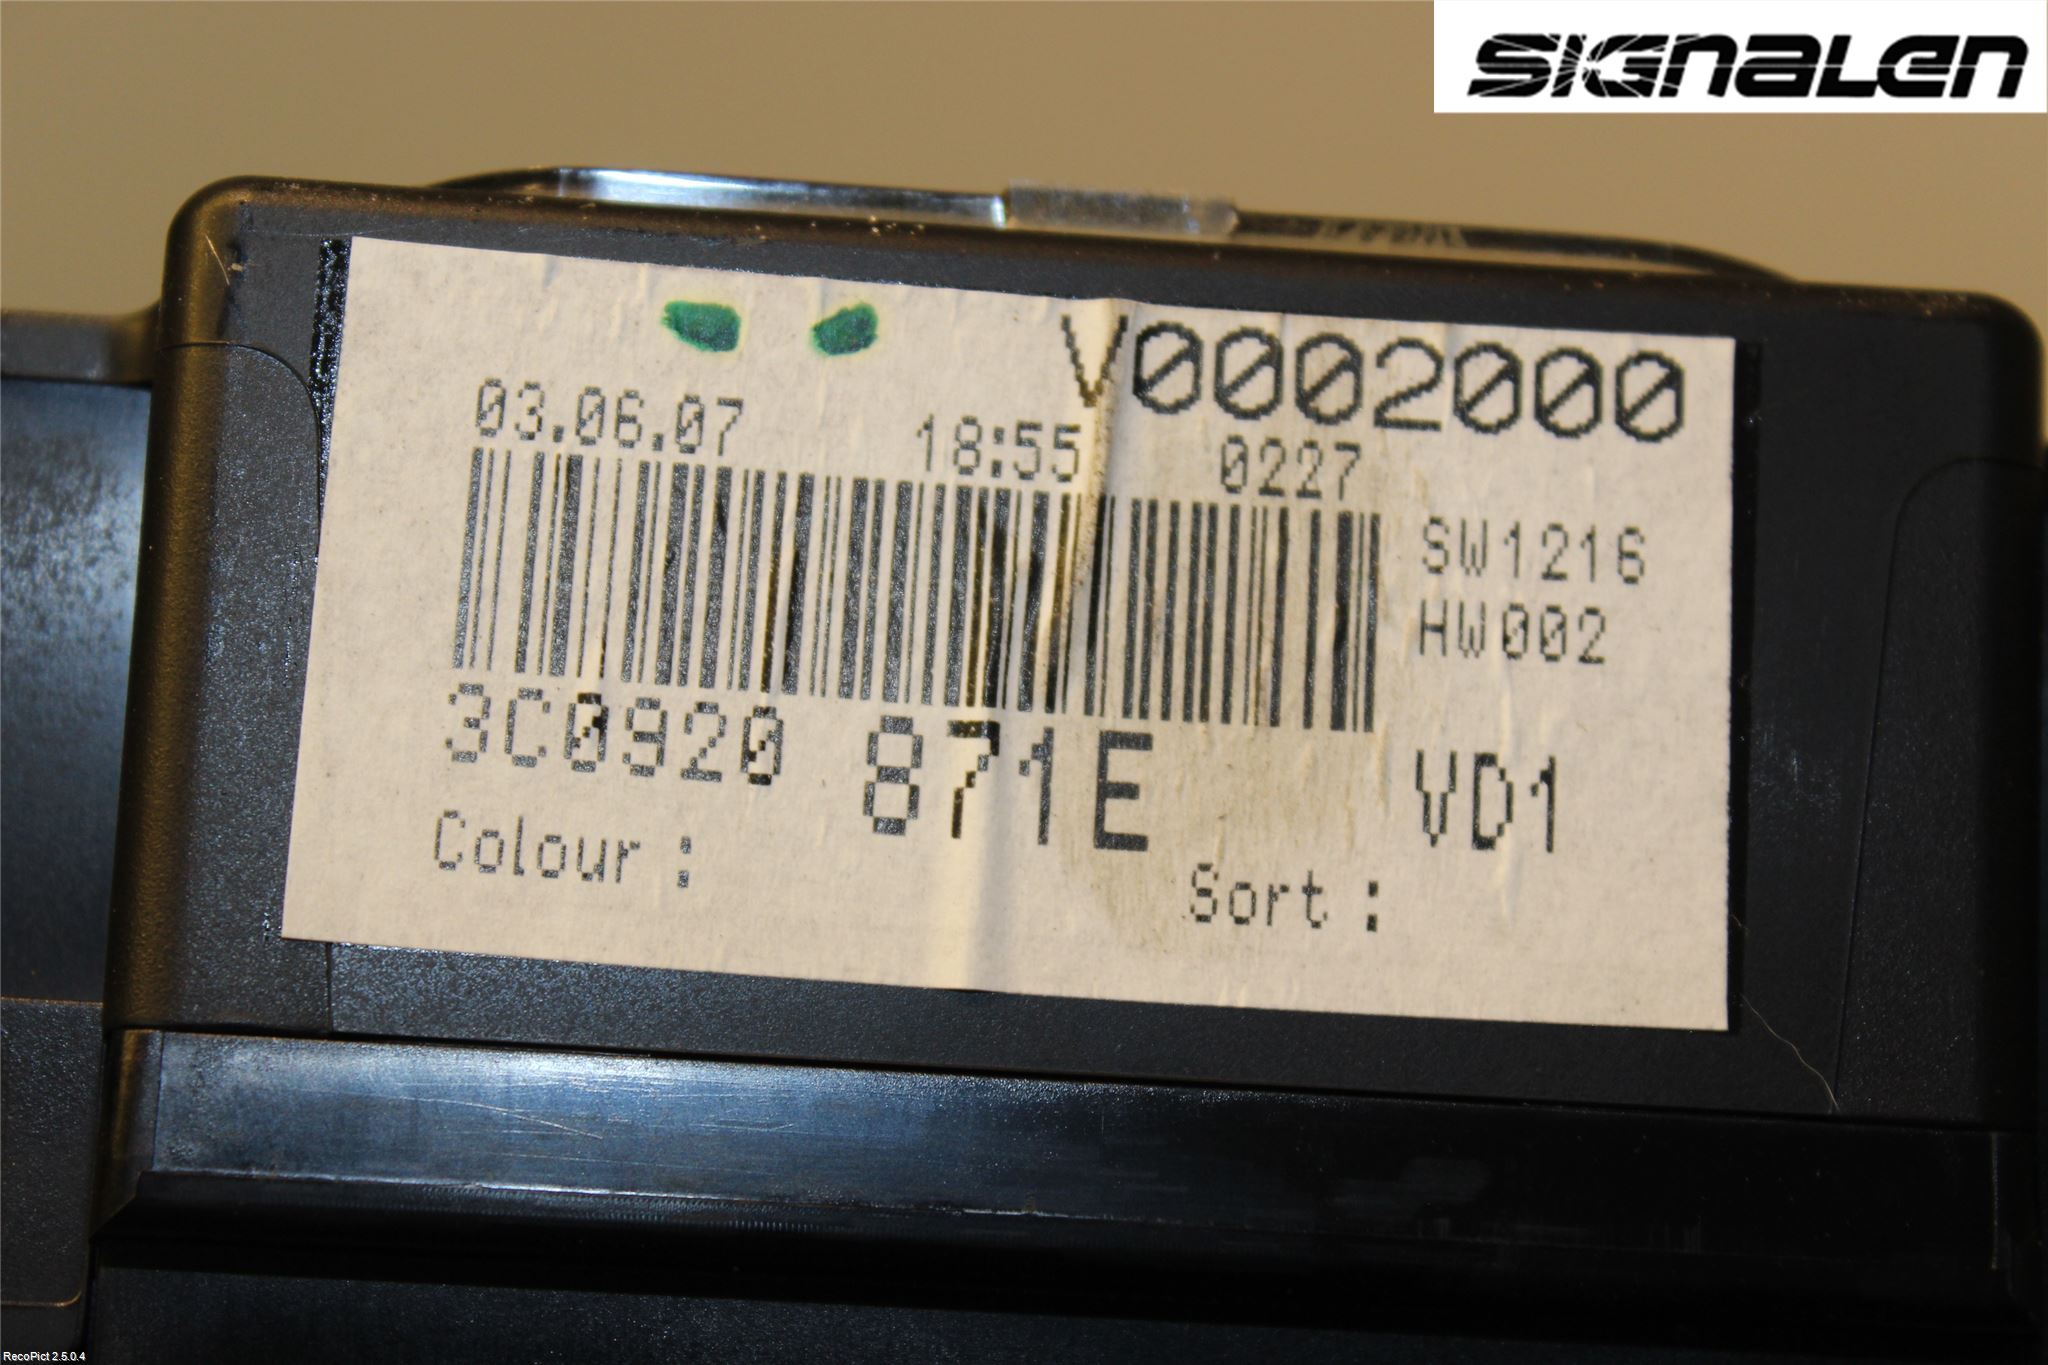 SIGNALEN
V0002000
03.06.07 18:55 0227
SW1216
HW002
3C0920 871E VD1
Colour :
Sort :
RecoPict 2.5.0.4